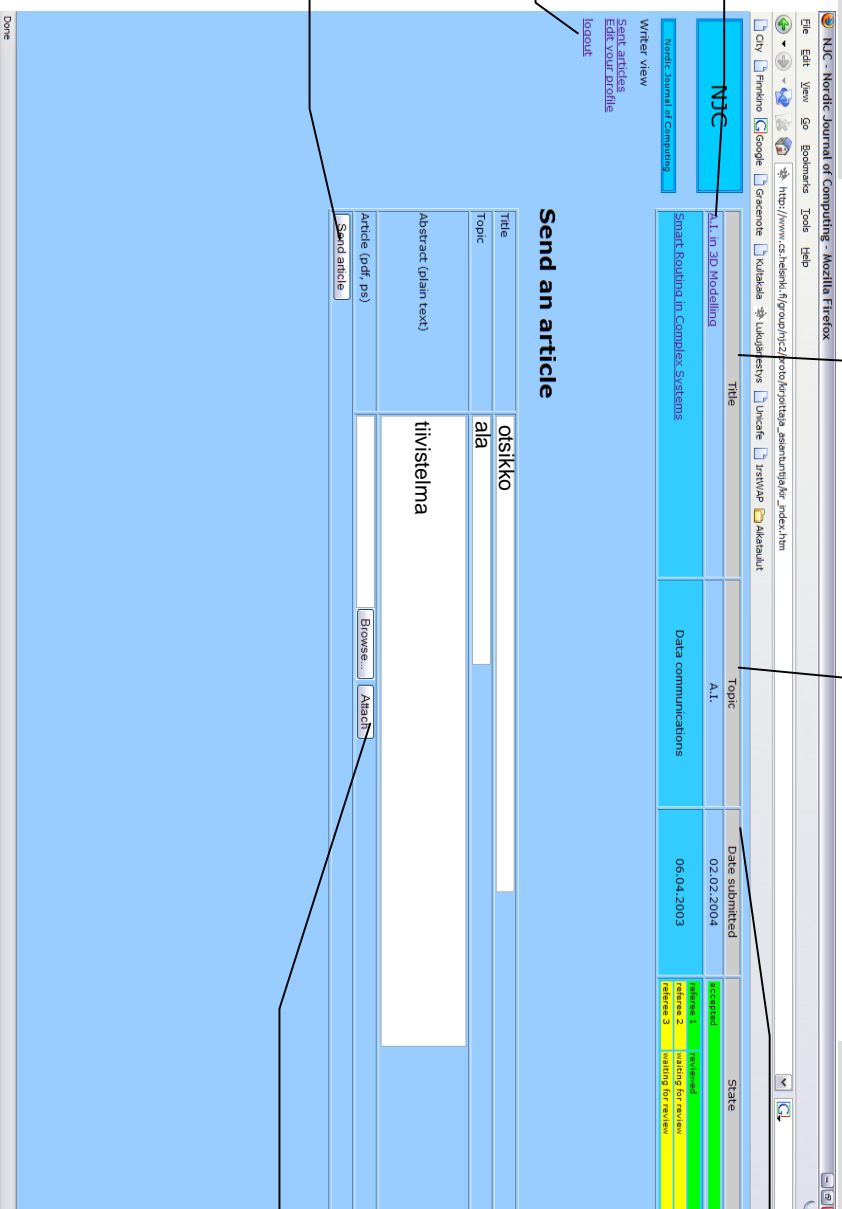 NJC - Nordic Journal of Computing - Mozilla Firefox
File Edit View Go Bookmarks Tools Help
http://www.cs.helsinki.fi/group/njc2/proto/kirjoittaja_asiantuntija/kir_index.htm
City Finnkino Google Gracenote Kultakala Lukujärjestys Unicafe 1rstWAP Aikataulut
NJC
Nordic Journal of Computing
Writer view
Sent articles
Edit your profile
logout
Title Topic Date submitted State
A.I. in 3D Modelling A.I. 02.02.2004 accepted
Smart Routing in Complex Systems Data communications 06.04.2003
referee 1 reviewed
referee 2 waiting for review
referee 3 waiting for review
Send an article
Title otsikko
Topic ala
Abstract (plain text) tiivistelma
Article (pdf, ps) Browse... Attach
Send article
Done